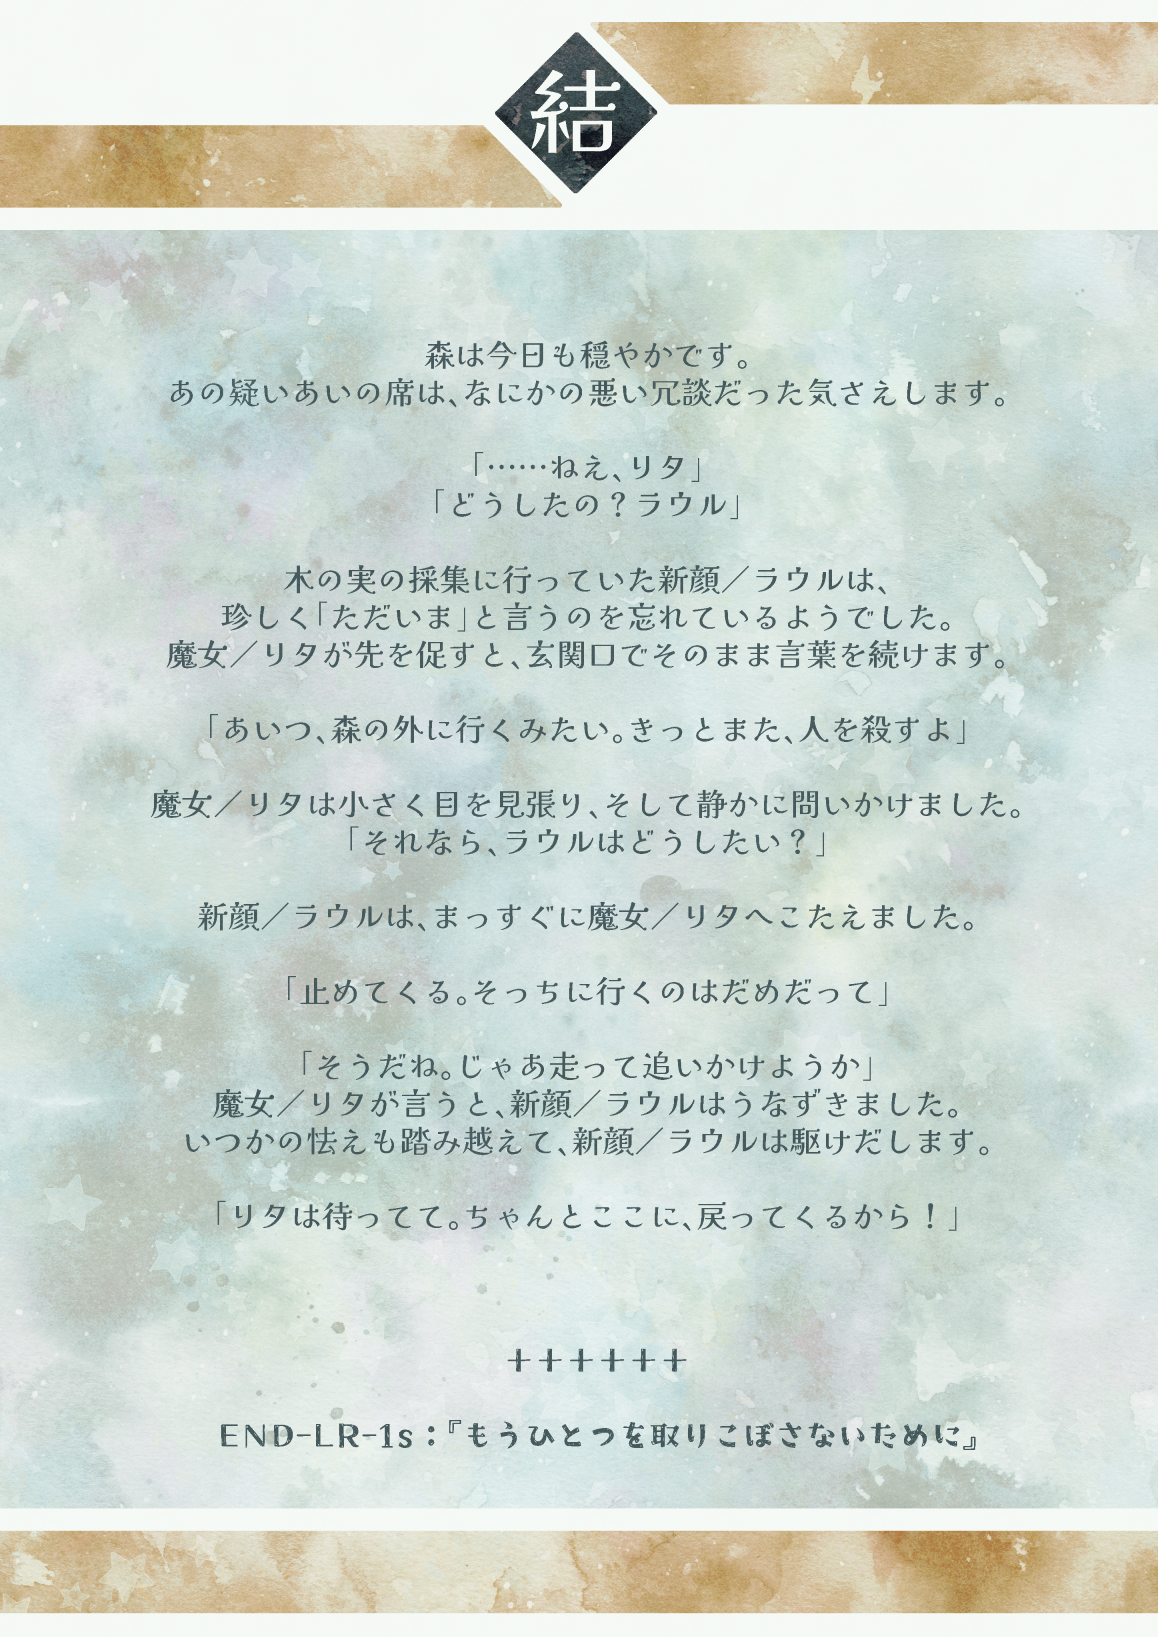 結
森は今日も穏やかです。
あの疑いあいの席は、なにかの悪い冗談だった気さえします。
「……ねえ、リタ」
「どうしたの？ラウル」
木の実の採集に行っていた新顔／ラウルは、
珍しく「ただいま」と言うのを忘れているようでした。
魔女／リタが先を促すと、玄関口でそのまま言葉を続けます。
「あいつ、森の外に行くみたい。きっとまた、人を殺すよ」
魔女／リタは小さく目を見張り、そして静かに問いかけました。
「それなら、ラウルはどうしたい？」
新顔／ラウルは、まっすぐに魔女／リタへこたえました。
「止めてくる。そっちに行くのはだめだって」
「そうだね。じゃあ走って追いかけようか」
魔女／リタが言うと、新顔／ラウルはうなずきました。
いつかの怯えも踏み越えて、新顔／ラウルは駆けだします。
「リタは待ってて。ちゃんとここに、戻ってくるから！」
++++++
END-LR-1s：『もうひとつを取りこぼさないために』